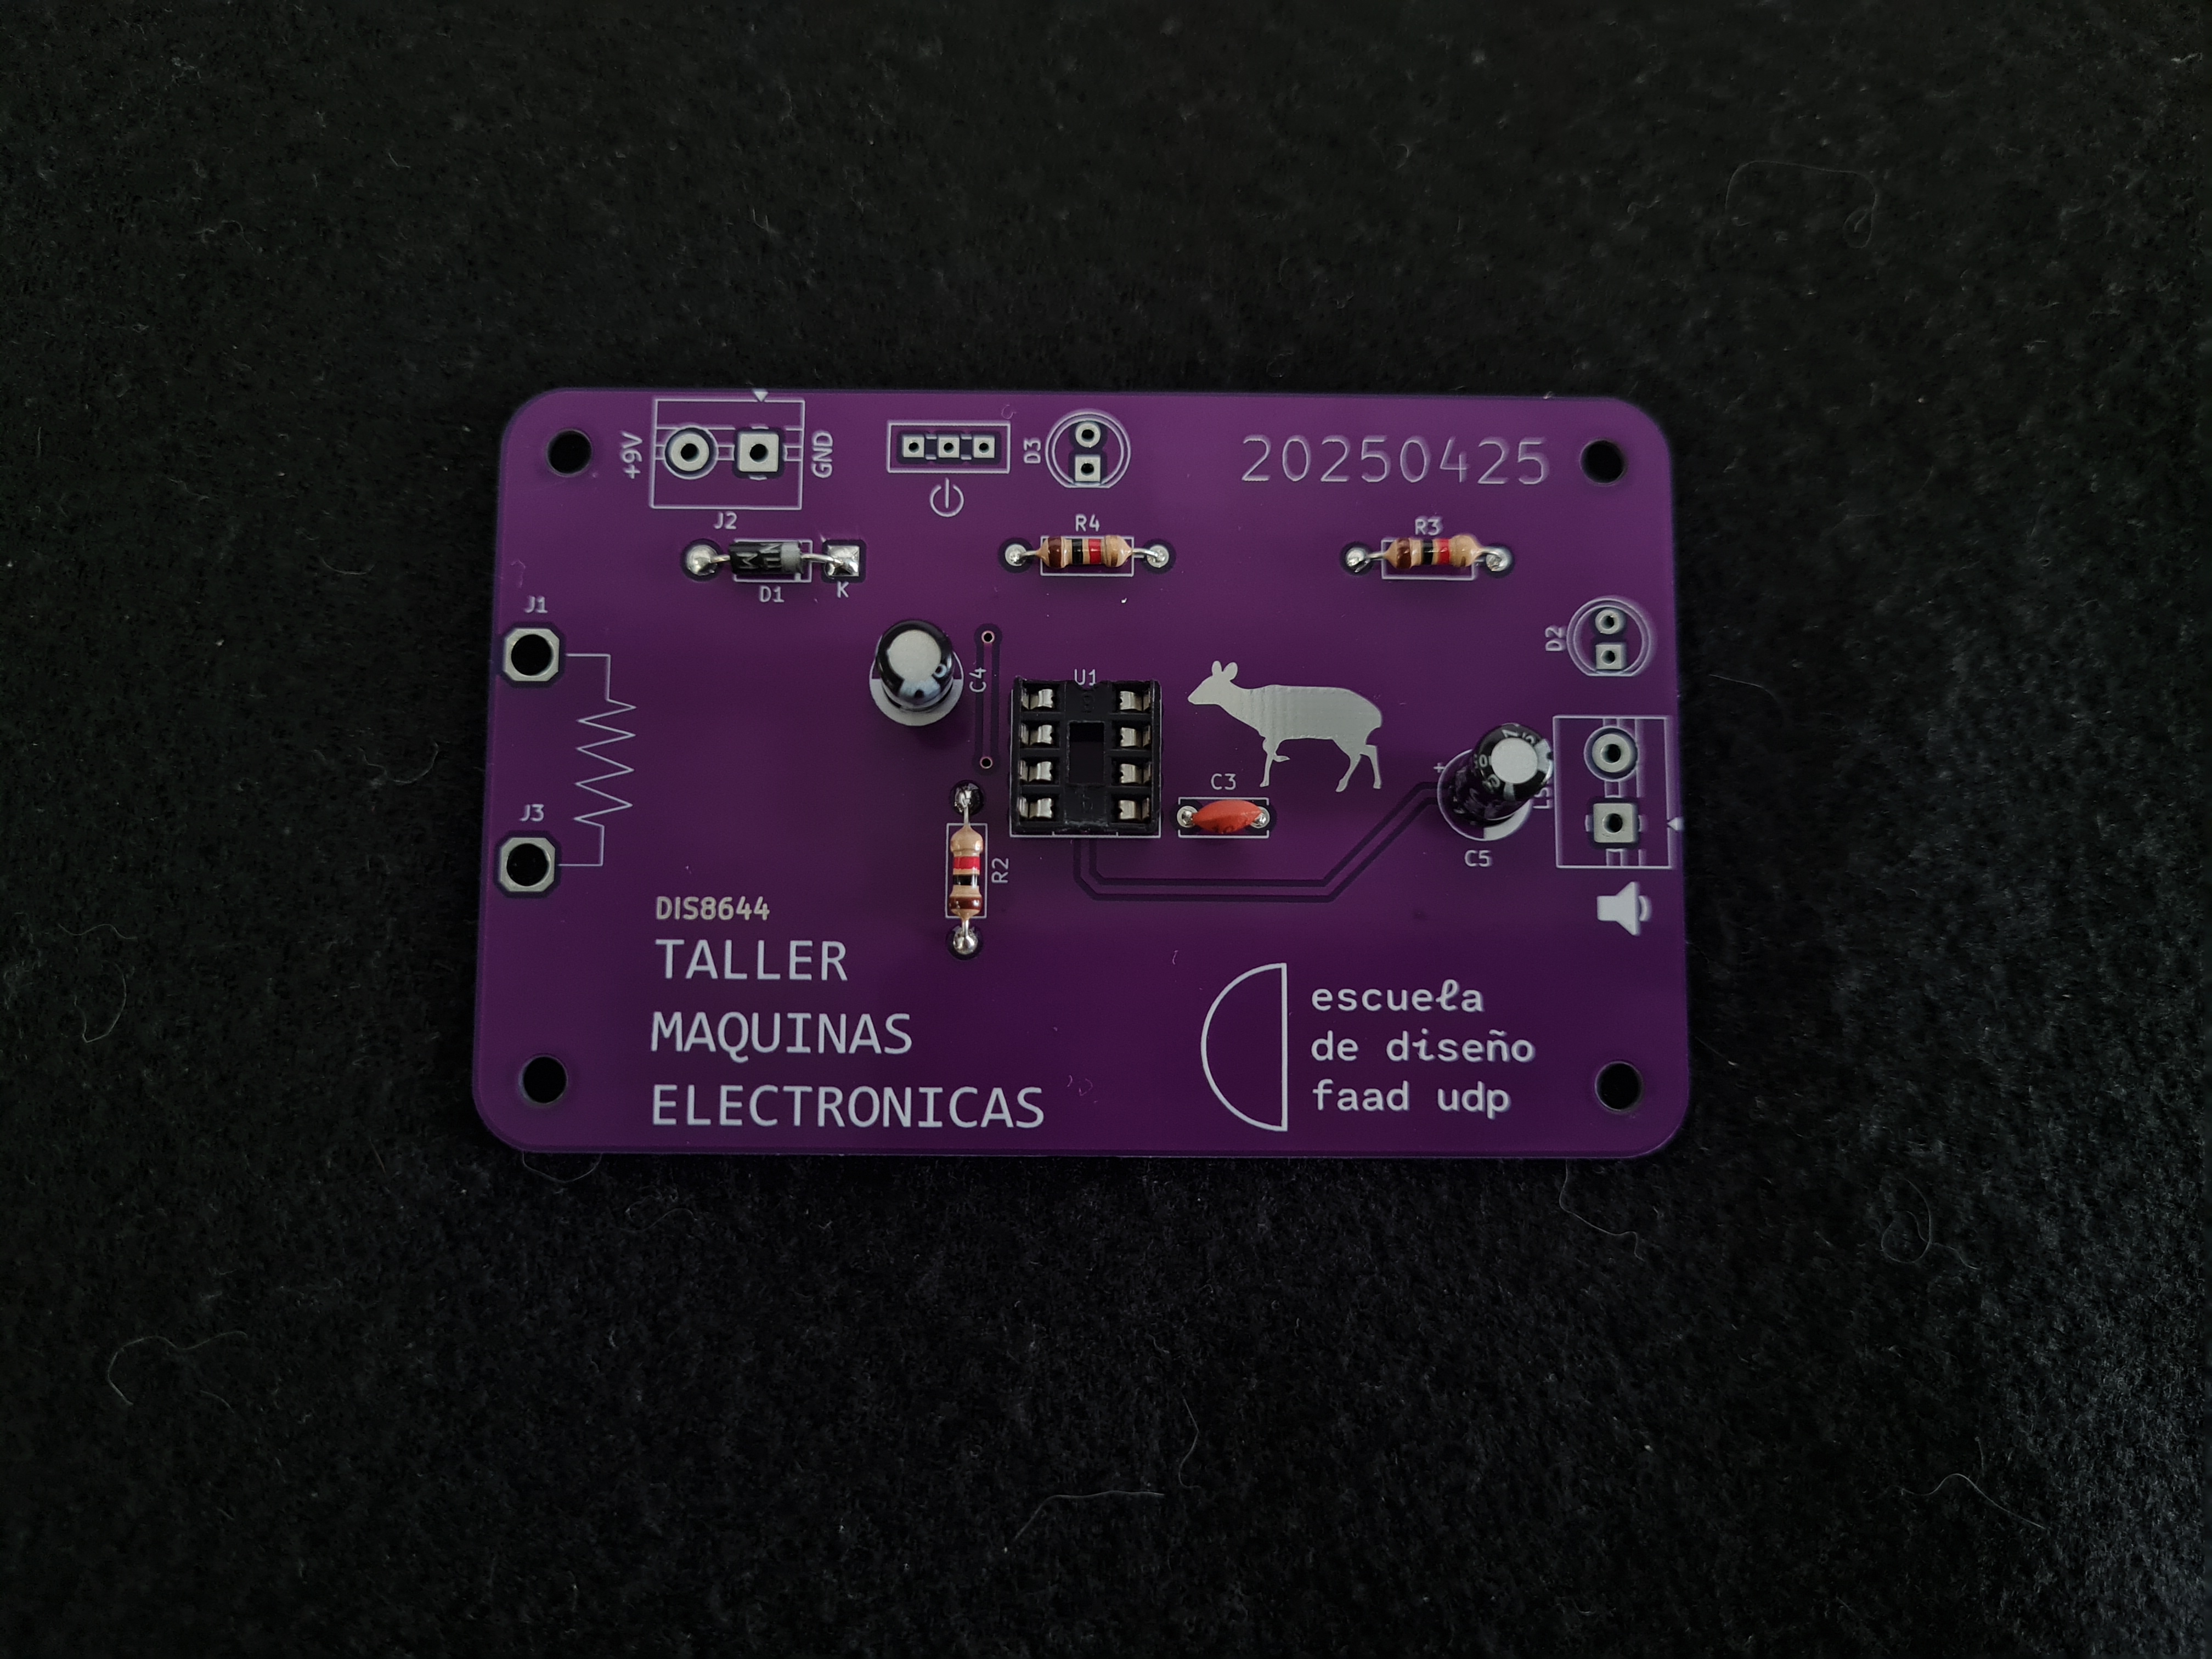 +9V
GND
J2
D3
20250425
D1
K
R4
R3
J1
D2
C4
U1
J3
C3
+
C5
R2
DIS8644
TALLER
MAQUINAS
ELECTRONICAS
escuela
de diseño
faad udp